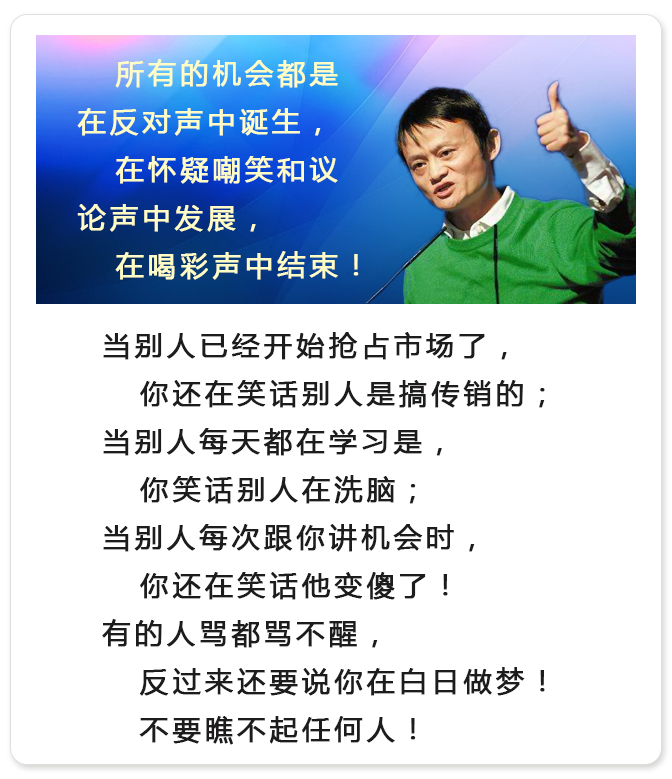 所有的机会都是
在反对声中诞生，
在怀疑嘲笑和议
论声中发展，
在喝彩声中结束！
当别人已经开始抢占市场了，
你还在笑话别人是搞传销的；
当别人每天都在学习是，
你笑话别人在洗脑；
当别人每次跟你讲机会时，
你还在笑话他变傻了！
有的人骂都骂不醒，
反过来还要说你在白日做梦！
不要瞧不起任何人！